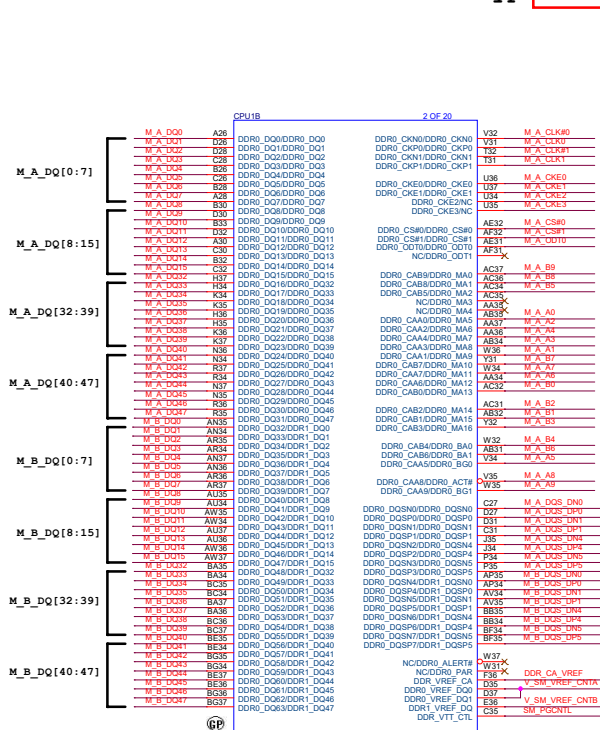 CPU1B
2 OF 20
M_A_DQ[0:7]
M_A_DQ0 A26 DDR0_DQ0/DDR0_DQ0
M_A_DQ1 D26 DDR0_DQ1/DDR0_DQ1
M_A_DQ2 D28 DDR0_DQ2/DDR0_DQ2
M_A_DQ3 C28 DDR0_DQ3/DDR0_DQ3
M_A_DQ4 B26 DDR0_DQ4/DDR0_DQ4
M_A_DQ5 C26 DDR0_DQ5/DDR0_DQ5
M_A_DQ6 B28 DDR0_DQ6/DDR0_DQ6
M_A_DQ7 A28 DDR0_DQ7/DDR0_DQ7
M_A_DQ[8:15]
M_A_DQ8 B30 DDR0_DQ8/DDR0_DQ8
M_A_DQ9 D30 DDR0_DQ9/DDR0_DQ9
M_A_DQ10 B33 DDR0_DQ10/DDR0_DQ10
M_A_DQ11 D32 DDR0_DQ11/DDR0_DQ11
M_A_DQ12 A30 DDR0_DQ12/DDR0_DQ12
M_A_DQ13 C30 DDR0_DQ13/DDR0_DQ13
M_A_DQ14 B32 DDR0_DQ14/DDR0_DQ14
M_A_DQ15 C32 DDR0_DQ15/DDR0_DQ15
M_A_DQ[32:39]
M_A_DQ32 H37 DDR0_DQ16/DDR0_DQ32
M_A_DQ33 H34 DDR0_DQ17/DDR0_DQ33
M_A_DQ34 K34 DDR0_DQ18/DDR0_DQ34
M_A_DQ35 K35 DDR0_DQ19/DDR0_DQ35
M_A_DQ36 H36 DDR0_DQ20/DDR0_DQ36
M_A_DQ37 H35 DDR0_DQ21/DDR0_DQ37
M_A_DQ38 K36 DDR0_DQ22/DDR0_DQ38
M_A_DQ39 K37 DDR0_DQ23/DDR0_DQ39
M_A_DQ[40:47]
M_A_DQ40 N36 DDR0_DQ24/DDR0_DQ40
M_A_DQ41 N34 DDR0_DQ25/DDR0_DQ41
M_A_DQ42 R37 DDR0_DQ26/DDR0_DQ42
M_A_DQ43 R34 DDR0_DQ27/DDR0_DQ43
M_A_DQ44 N37 DDR0_DQ28/DDR0_DQ44
M_A_DQ45 N35 DDR0_DQ29/DDR0_DQ45
M_A_DQ46 R36 DDR0_DQ30/DDR0_DQ46
M_A_DQ47 R35 DDR0_DQ31/DDR0_DQ47
M_B_DQ[0:7]
M_B_DQ0 AN35 DDR0_DQ32/DDR1_DQ0
M_B_DQ1 AN34 DDR0_DQ33/DDR1_DQ1
M_B_DQ2 AR35 DDR0_DQ34/DDR1_DQ2
M_B_DQ3 AR34 DDR0_DQ35/DDR1_DQ3
M_B_DQ4 AN37 DDR0_DQ36/DDR1_DQ4
M_B_DQ5 AN36 DDR0_DQ37/DDR1_DQ5
M_B_DQ6 AR36 DDR0_DQ38/DDR1_DQ6
M_B_DQ7 AR37 DDR0_DQ39/DDR1_DQ7
M_B_DQ[8:15]
M_B_DQ8 AU35 DDR0_DQ40/DDR1_DQ8
M_B_DQ9 AU34 DDR0_DQ41/DDR1_DQ9
M_B_DQ10 AW35 DDR0_DQ42/DDR1_DQ10
M_B_DQ11 AW34 DDR0_DQ43/DDR1_DQ11
M_B_DQ12 AU37 DDR0_DQ44/DDR1_DQ12
M_B_DQ13 AU36 DDR0_DQ45/DDR1_DQ13
M_B_DQ14 AW36 DDR0_DQ46/DDR1_DQ14
M_B_DQ15 AW37 DDR0_DQ47/DDR1_DQ15
M_B_DQ[32:39]
M_B_DQ32 BA35 DDR0_DQ48/DDR1_DQ32
M_B_DQ33 BA34 DDR0_DQ49/DDR1_DQ33
M_B_DQ34 BC35 DDR0_DQ50/DDR1_DQ34
M_B_DQ35 BC34 DDR0_DQ51/DDR1_DQ35
M_B_DQ36 BA37 DDR0_DQ52/DDR1_DQ36
M_B_DQ37 BA36 DDR0_DQ53/DDR1_DQ37
M_B_DQ38 BC36 DDR0_DQ54/DDR1_DQ38
M_B_DQ39 BC37 DDR0_DQ55/DDR1_DQ39
M_B_DQ[40:47]
M_B_DQ40 BE35 DDR0_DQ56/DDR1_DQ40
M_B_DQ41 BE34 DDR0_DQ57/DDR1_DQ41
M_B_DQ42 BG35 DDR0_DQ58/DDR1_DQ42
M_B_DQ43 BG34 DDR0_DQ59/DDR1_DQ43
M_B_DQ44 BE37 DDR0_DQ60/DDR1_DQ44
M_B_DQ45 BE36 DDR0_DQ61/DDR1_DQ45
M_B_DQ46 BG36 DDR0_DQ62/DDR1_DQ46
M_B_DQ47 BG37 DDR0_DQ63/DDR1_DQ47
DDR0_CKN0/DDR0_CKN0 V32 M_A_CLK#0
DDR0_CKP0/DDR0_CKP0 V31 M_A_CLK0
DDR0_CKN1/DDR0_CKN1 T32 M_A_CLK#1
DDR0_CKP1/DDR0_CKP1 T31 M_A_CLK1
DDR0_CKE0/DDR0_CKE0 U36 M_A_CKE0
DDR0_CKE1/DDR0_CKE1 U37 M_A_CKE1
DDR0_CKE2/NC U34 M_A_CKE2
DDR0_CKE3/NC U35 M_A_CKE3
DDR0_CS#0/DDR0_CS#0 AE32 M_A_CS#0
DDR0_CS#1/DDR0_CS#1 AF32 M_A_CS#1
DDR0_ODT0/DDR0_ODT0 AE31 M_A_ODT0
NC/DDR0_ODT1 AF31
DDR0_CAB9/DDR0_MA0 AC37 M_A_B9
DDR0_CAB8/DDR0_MA1 AC36 M_A_B8
DDR0_CAB5/DDR0_MA2 AC34 M_A_B5
NC/DDR0_MA3 AC35
NC/DDR0_MA4 AA35
DDR0_CAA0/DDR0_MA5 AB35 M_A_A0
DDR0_CAA2/DDR0_MA6 AA37 M_A_A2
DDR0_CAA4/DDR0_MA7 AA36 M_A_A4
DDR0_CAA3/DDR0_MA8 AB34 M_A_A3
DDR0_CAA1/DDR0_MA9 W36 M_A_A1
DDR0_CAB7/DDR0_MA10 Y31 M_A_B7
DDR0_CAA7/DDR0_MA11 W34 M_A_A7
DDR0_CAA6/DDR0_MA12 AA34 M_A_A6
DDR0_CAB0/DDR0_MA13 AC32 M_A_B0
DDR0_CAB2/DDR0_MA14 AC31 M_A_B2
DDR0_CAB1/DDR0_MA15 AB32 M_A_B1
DDR0_CAB3/DDR0_MA16 Y32 M_A_B3
DDR0_CAB4/DDR0_BA0 W32 M_A_B4
DDR0_CAB6/DDR0_BA1 AB31 M_A_B6
DDR0_CAA5/DDR0_BG0 V34 M_A_A5
DDR0_CAA8/DDR0_ACT# V35 M_A_A8
DDR0_CAA9/DDR0_BG1 W35 M_A_A9
DDR0_DQSN0/DDR0_DQSN0 C27 M_A_DQS_DN0
DDR0_DQSP0/DDR0_DQSP0 D27 M_A_DQS_DP0
DDR0_DQSN1/DDR0_DQSN1 D31 M_A_DQS_DN1
DDR0_DQSP1/DDR0_DQSP1 C31 M_A_DQS_DP1
DDR0_DQSN2/DDR0_DQSN4 J35 M_A_DQS_DN4
DDR0_DQSP2/DDR0_DQSP4 J34 M_A_DQS_DP4
DDR0_DQSN3/DDR0_DQSN5 P34 M_A_DQS_DN5
DDR0_DQSP3/DDR0_DQSP5 P35 M_A_DQS_DP5
DDR0_DQSN4/DDR1_DQSN0 AP35 M_B_DQS_DN0
DDR0_DQSP4/DDR1_DQSP0 AP34 M_B_DQS_DP0
DDR0_DQSN5/DDR1_DQSN1 AV34 M_B_DQS_DN1
DDR0_DQSP5/DDR1_DQSP1 AV35 M_B_DQS_DP1
DDR0_DQSN6/DDR1_DQSN4 BB35 M_B_DQS_DN4
DDR0_DQSP6/DDR1_DQSP4 BB34 M_B_DQS_DP4
DDR0_DQSN7/DDR1_DQSN5 BF34 M_B_DQS_DN5
DDR0_DQSP7/DDR1_DQSP5 BF35 M_B_DQS_DP5
NC/DDR0_ALERT# W37
NC/DDR0_PAR W31
DDR_VREF_CA F36 DDR_CA_VREF
DDR0_VREF_DQ0 D35 V_SM_VREF_CNTA
DDR0_VREF_DQ1 D37
DDR1_VREF_DQ E36 V_SM_VREF_CNTB
DDR_VTT_CTL C35 SM_PGCNTL
GP